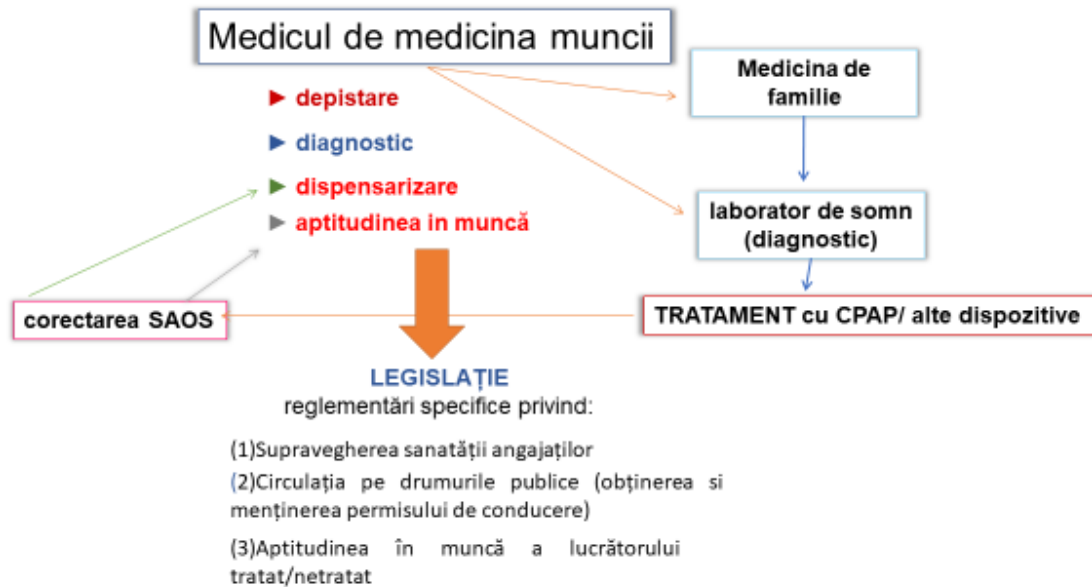 Medicul de medicina muncii
Medicina de
familie
► depistare
► diagnostic
► dispensarizare
► aptitudinea in muncă
laborator de somn
(diagnostic)
corectarea SAOS
TRATAMENT cu CPAP/ alte dispozitive
LEGISLAȚIE
reglementări specifice privind:
(1)Supravegherea sanatății angajaților
(2)Circulația pe drumurile publice (obținerea si
menținerea permisului de conducere)
(3)Aptitudinea în muncă a lucrătorului
tratat/netratat